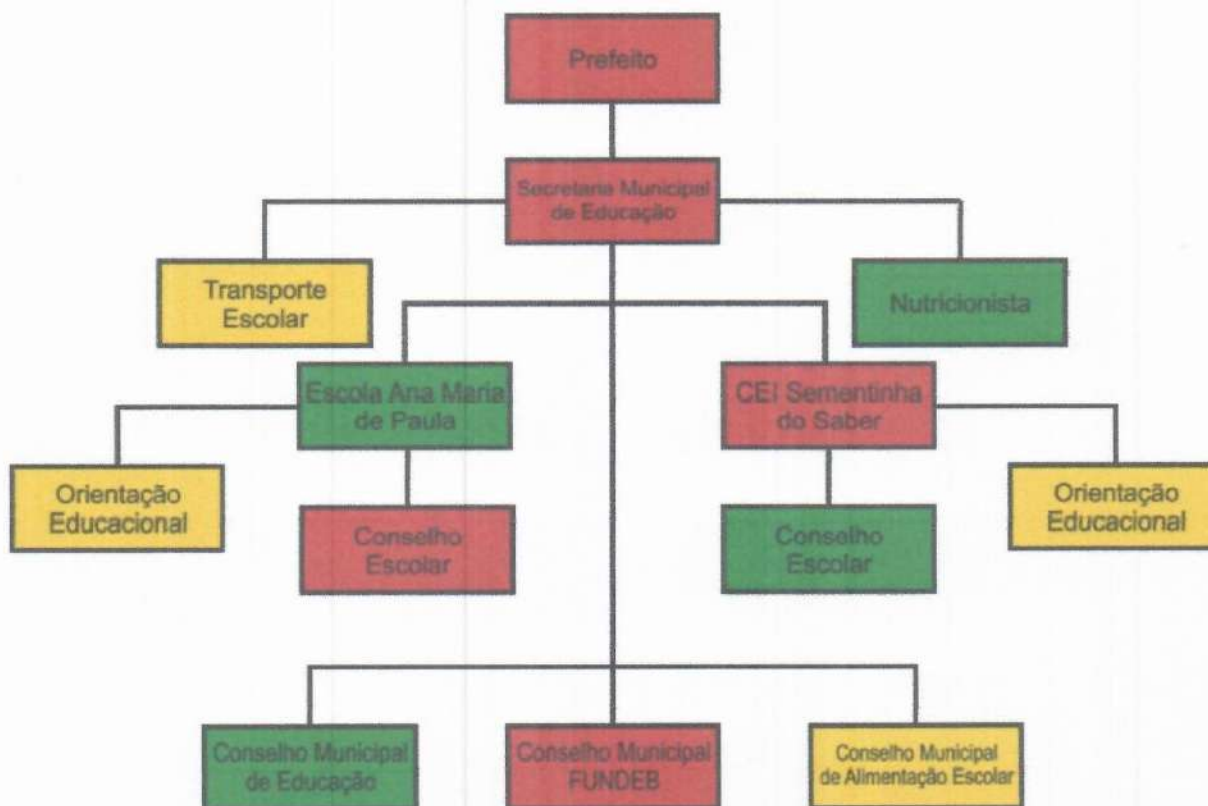 Prefeito
Secretaria Municipal
de Educação
Transporte
Escolar
Nutricionista
Escola Ana Maria
de Paula
CEI Sementinha
do Saber
Orientação
Educacional
Conselho
Escolar
Conselho
Escolar
Orientação
Educacional
Conselho Municipal
de Educação
Conselho Municipal
FUNDEB
Conselho Municipal
de Alimentação Escolar